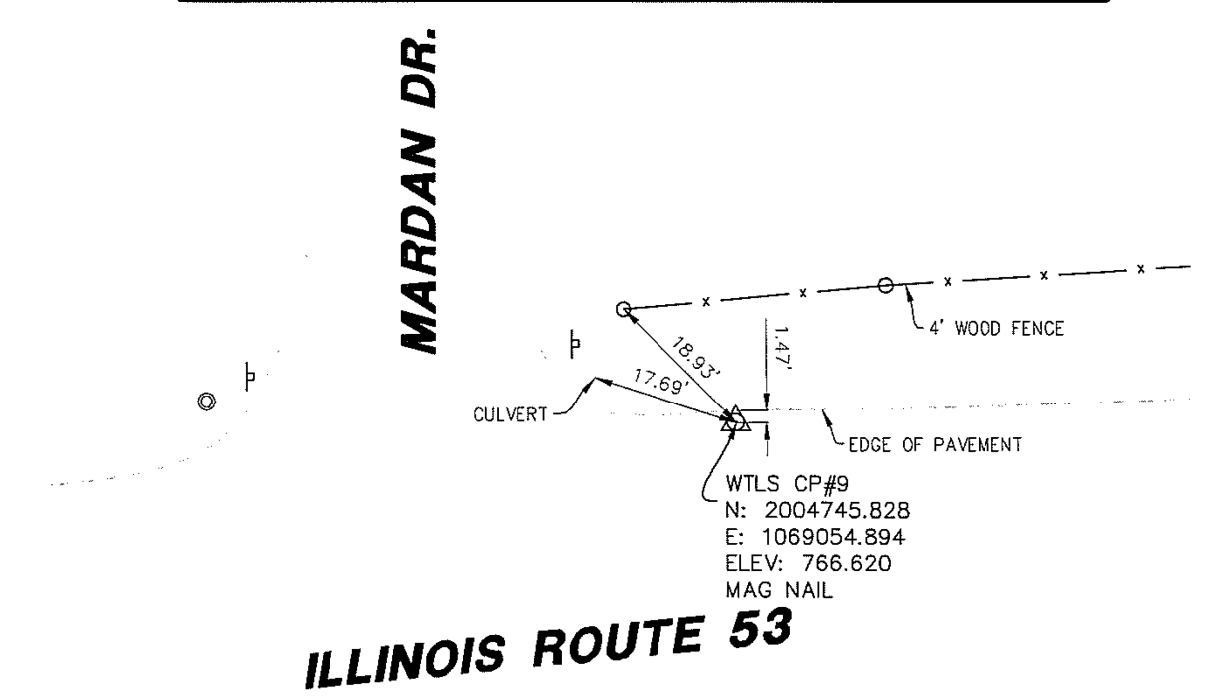 MARDAN DR.
4' WOOD FENCE
1.47'
18.93'
17.69'
CULVERT
EDGE OF PAVEMENT
WTLS CP#9
N: 2004745.828
E: 1069054.894
ELEV: 766.620
MAG NAIL
ILLINOIS ROUTE 53